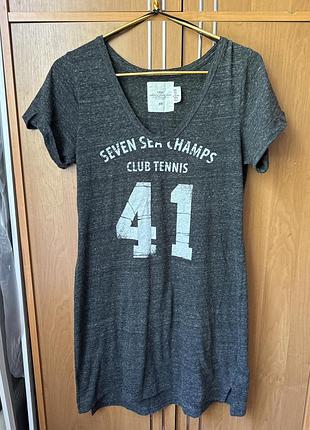 SEVEN SEA CHAMPS
CLUB TENNIS
41